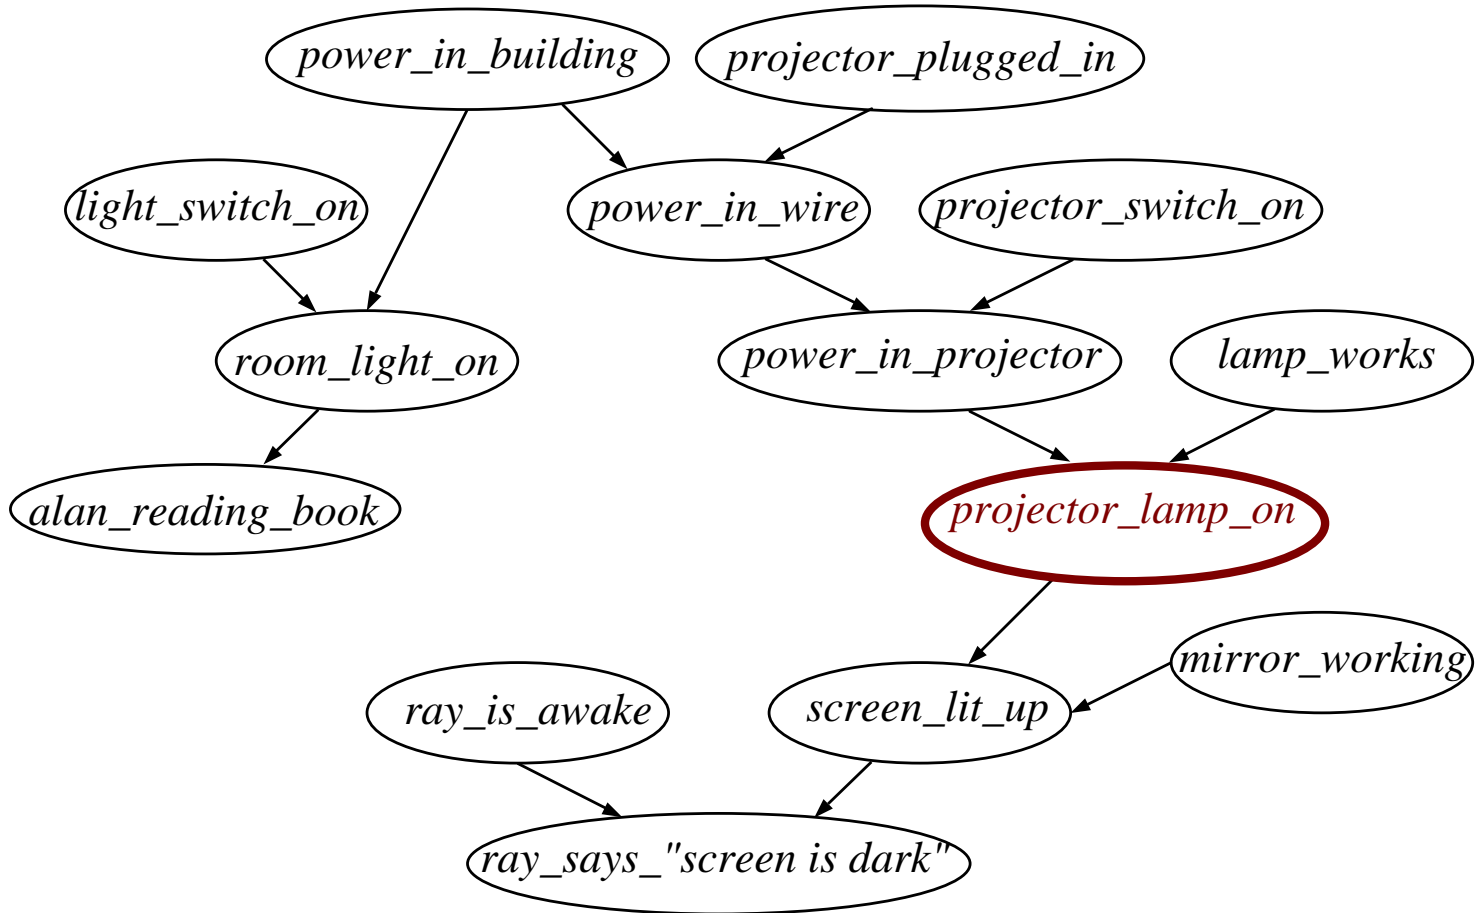 power_in_building
projector_plugged_in
light_switch_on
power_in_wire
projector_switch_on
room_light_on
power_in_projector
lamp_works
alan_reading_book
projector_lamp_on
mirror_working
ray_is_awake
screen_lit_up
ray_says_"screen is dark"